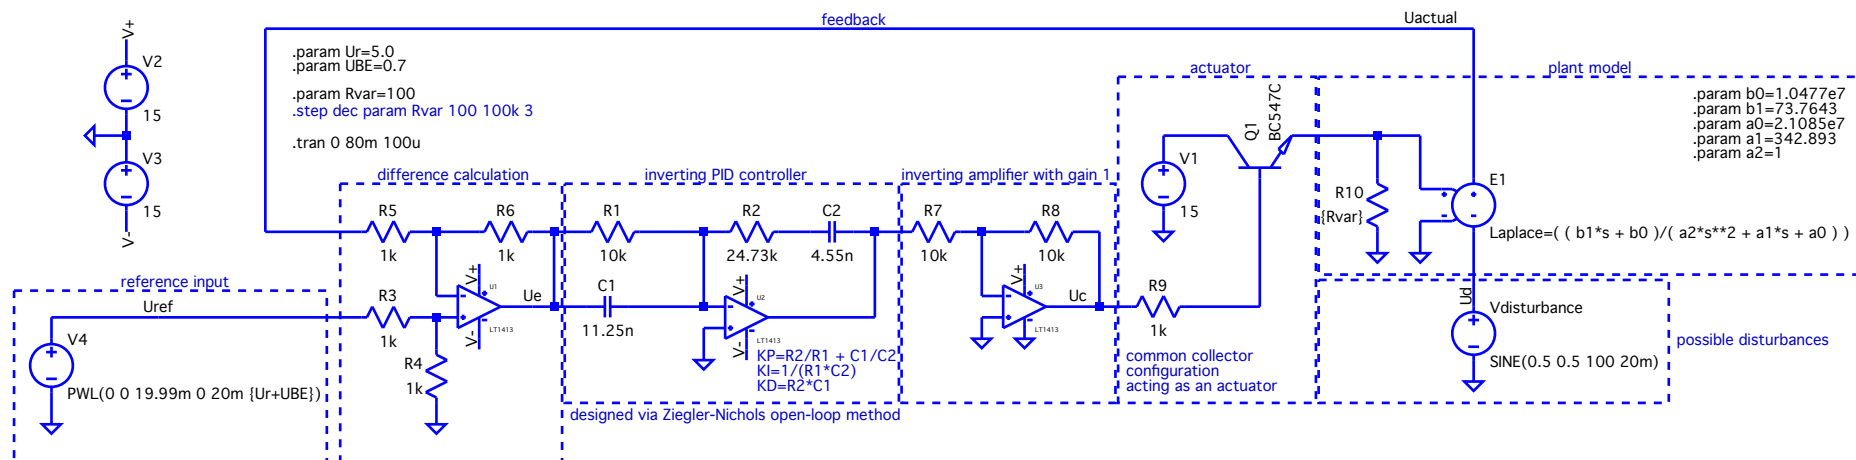 feedback
Uactual
V+
V2
15
V3
15
V-
.param Ur=5.0
.param UBE=0.7
.param Rvar=100
.step dec param Rvar 100 100k 3
.tran 0 80m 100u
actuator
plant model
Q1
BC547C
V1
15
R10
{Rvar}
E1
.param b0=1.0477e7
.param b1=73.7643
.param a0=2.1085e7
.param a1=342.893
.param a2=1
Laplace=( ( b1*s + b0 )/( a2*s**2 + a1*s + a0 ) )
difference calculation
inverting PID controller
inverting amplifier with gain 1
R5
1k
R6
1k
R1
10k
R2
24.73k
C2
4.55n
R7
10k
R8
10k
reference input
Uref
V4
PWL(0 0 19.99m 0 20m {Ur+UBE})
R3
1k
R4
1k
V+
U1
V-
LT1413
Ue
C1
11.25n
V+
U2
V-
LT1413
KP=R2/R1 + C1/C2
KI=1/(R1*C2)
KD=R2*C1
designed via Ziegler-Nichols open-loop method
V+
U3
LT1413
Uc
R9
1k
common collector
configuration
acting as an actuator
Ud
Vdisturbance
SINE(0.5 0.5 100 20m)
possible disturbances